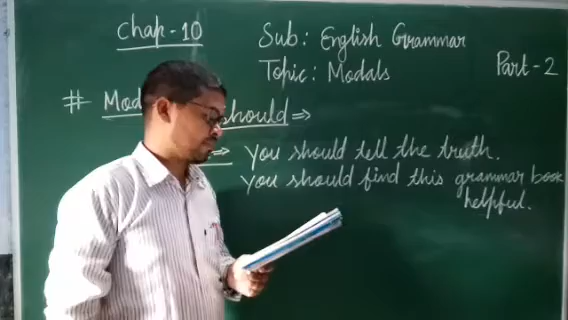 Chap-10
Sub: English Grammar
Topic: Modals
Part-2
# should ⇒
⇒ You should tell the truth.
You should find this grammar book
helpful.